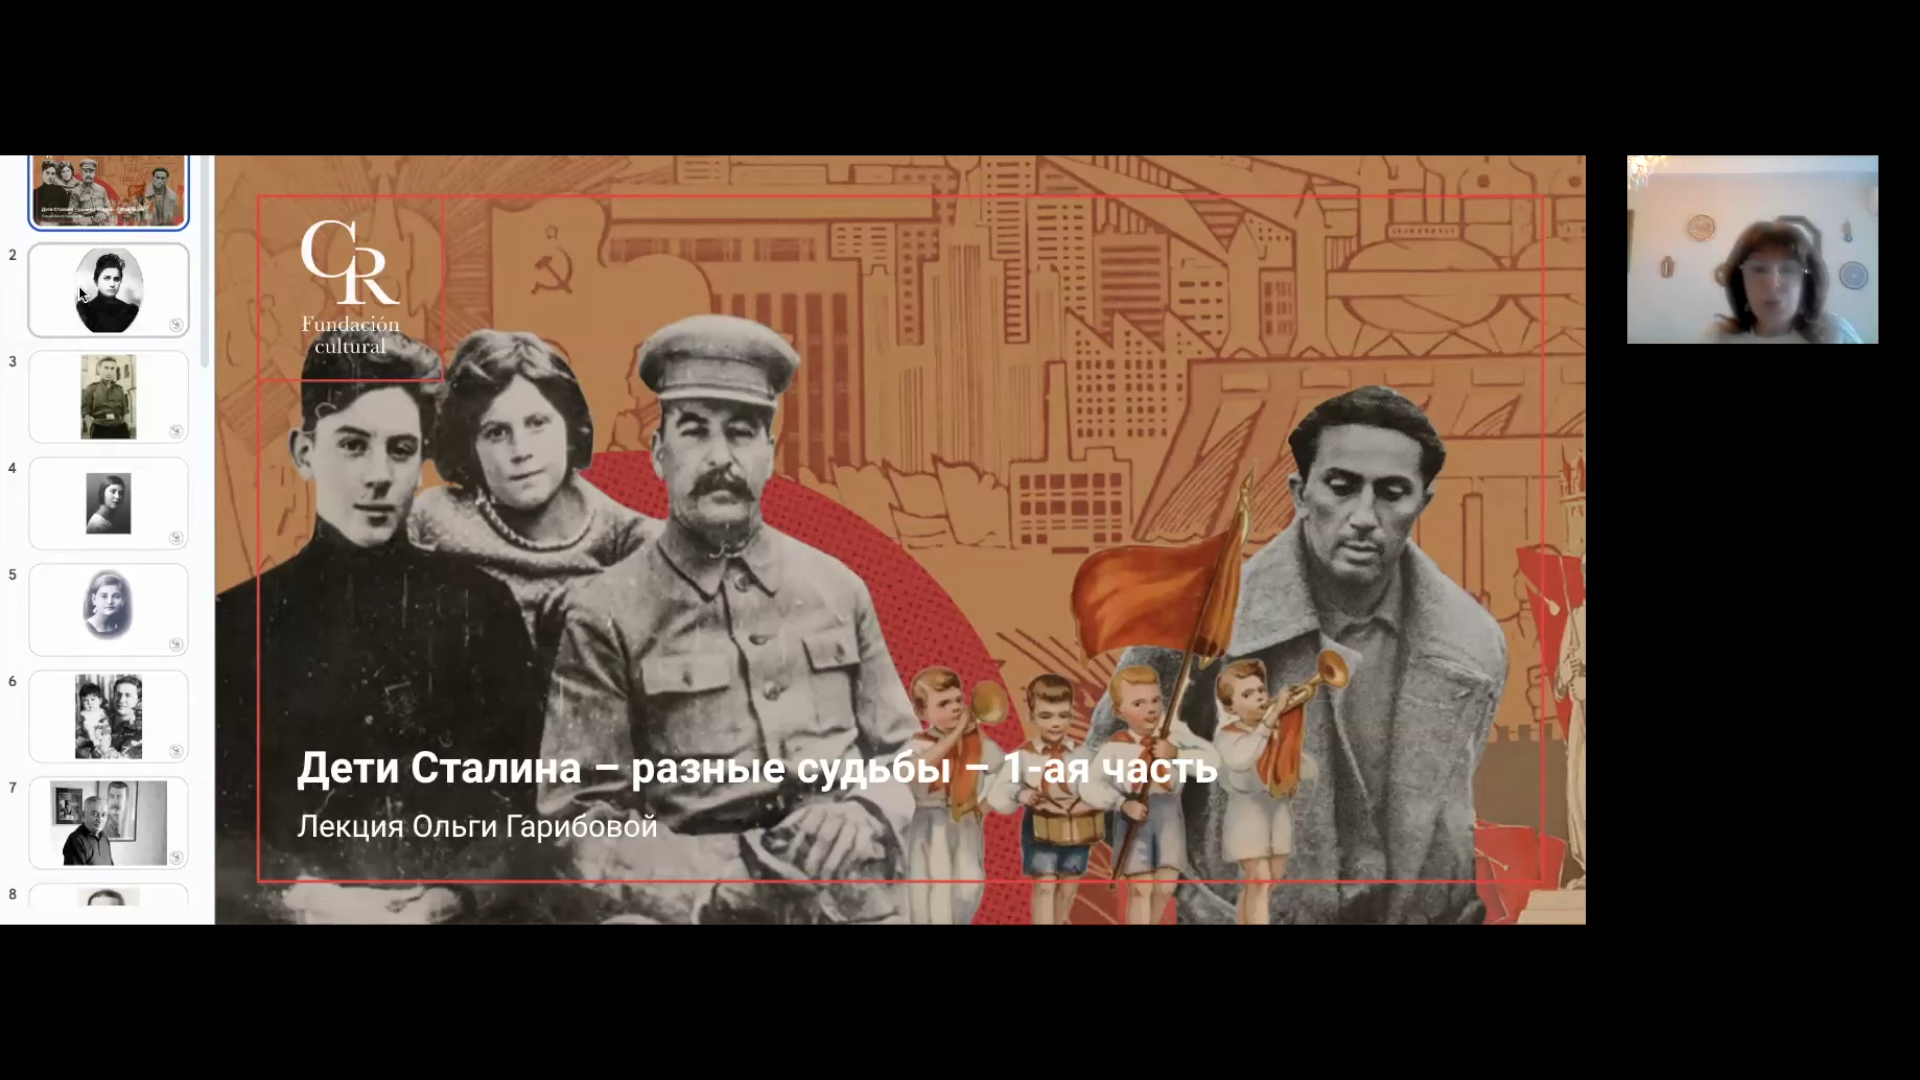 2
3
4
5
6
7
8
CR
Fundación
cultural
Дети Сталина – разные судьбы – 1-ая часть
Лекция Ольги Гарибовой